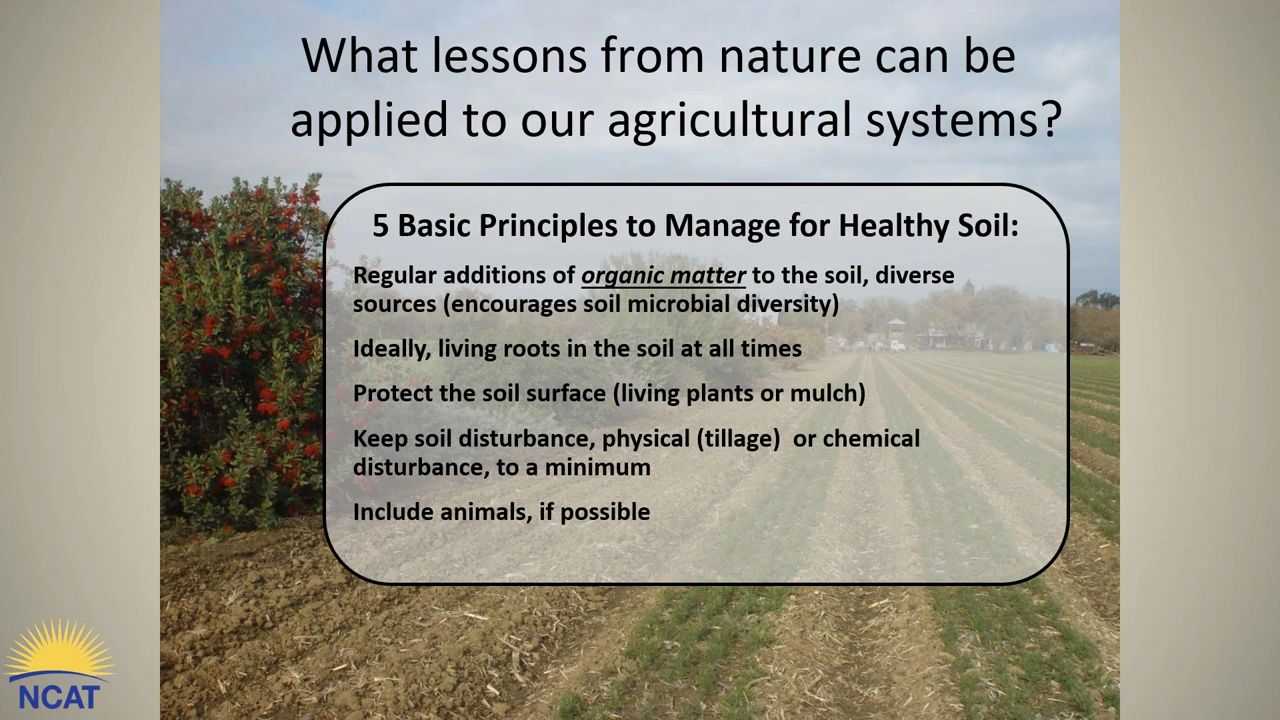 What lessons from nature can be
applied to our agricultural systems?
5 Basic Principles to Manage for Healthy Soil:
Regular additions of organic matter to the soil, diverse
sources (encourages soil microbial diversity)
Ideally, living roots in the soil at all times
Protect the soil surface (living plants or mulch)
Keep soil disturbance, physical (tillage)  or chemical
disturbance, to a minimum
Include animals, if possible
NCAT